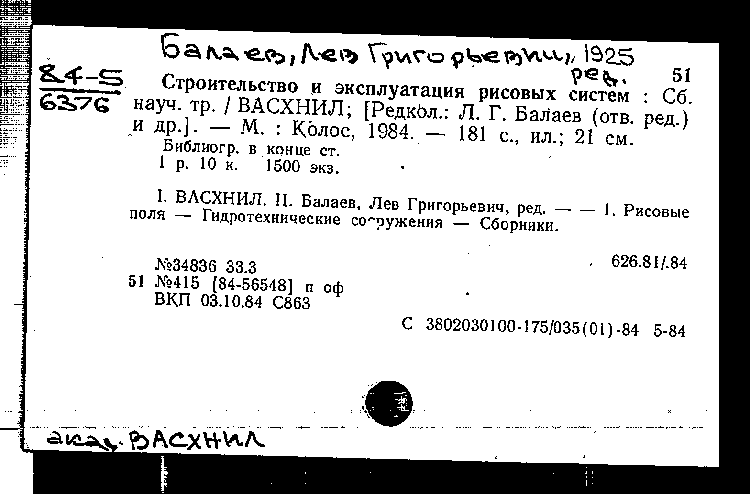 Балаев, Лев Григорьевич, 1925
ред. 51
84-5
6376
Строительство и эксплуатация рисовых систем : Сб.
науч. тр. / ВАСХНИЛ; [Редкол.: Л. Г. Балаев (отв. ред.)
и др.]. — М. : Колос, 1984. — 181 с., ил.; 21 см.
Библиогр. в конце ст.
1 р. 10 к. 1500 экз.
I. ВАСХНИЛ. II. Балаев, Лев Григорьевич, ред. — — 1. Рисовые
поля — Гидротехнические сооружения — Сборники.
626.81/.84
№34836 33.3
51 №415 [84-56548] п оф
ВКП 03.10.84 С863
С 3802030100-175/035(01)-84 5-84
акад. ВАСХНИЛ